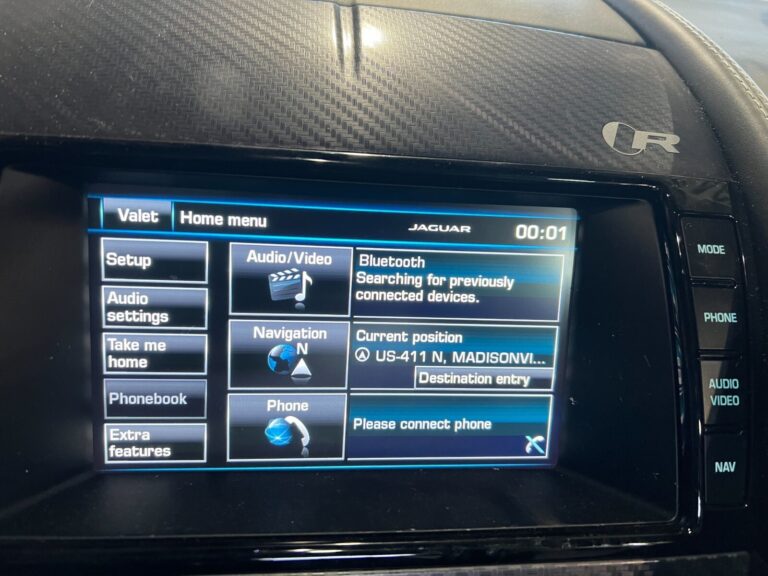 R
Valet
Home menu
JAGUAR
00:01
Setup
Audio/Video
Bluetooth
Searching for previously
connected devices.
Audio
settings
Take me
home
Navigation
N
Current position
US-411 N, MADISONVI...
Destination entry
Phonebook
Phone
Please connect phone
Extra
features
MODE
PHONE
AUDIO
VIDEO
NAV